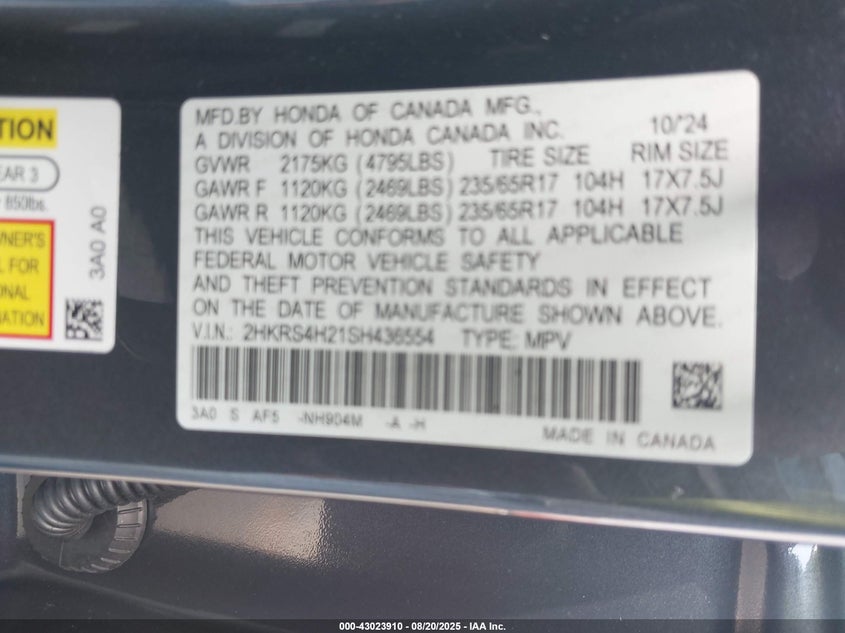 TION
EAR 3
850lbs.
WNER'S
L FOR
ONAL
MATION
3A0 A0
MFD.BY HONDA OF CANADA MFG.,
A DIVISION OF HONDA CANADA INC. 10/'24
GVWR 2175KG (4795LBS) TIRE SIZE RIM SIZE
GAWR F 1120KG (2469LBS) 235/65R17 104H 17X7.5J
GAWR R 1120KG (2469LBS) 235/65R17 104H 17X7.5J
THIS VEHICLE CONFORMS TO ALL APPLICABLE
FEDERAL MOTOR VEHICLE SAFETY
AND THEFT PREVENTION STANDARDS IN EFFECT
ON THE DATE OF MANUFACTURE SHOWN ABOVE.
V.I.N.: 2HKRS4H21SH436554 TYPE: MPV
3A0 S AF5 -NH904M -A -H
MADE IN CANADA
000-43023910 - 08/20/2025 - IAA Inc.